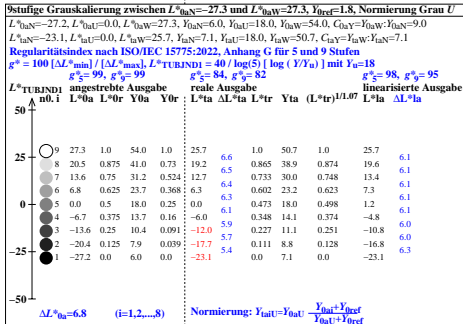 9stufige Grauskalierung zwischen L*0aN=−27.3 und L*0aW=27.3, Y0ref=1.8, Normierung Grau U
L*0aN=−27.2, L*0aU=0.0, L*0aW=27.3, Y0aN=6.0, Y0aU=18.0, Y0aW=54.0, C0aY=Y0aW:Y0aN=9.0
L*taN=−23.1, L*taU=0.0, L*taW=25.7, YtaN=7.1, YtaU=18.0, YtaW=50.7, CtaY=YtaW:YtaN=7.1
Regularitätsindex nach ISO/IEC 15775:2022, Anhang G für 5 und 9 Stufen
g* = 100 [ΔL*min] / [ΔL*max], L*TUBJND1 = 40 / log(5) [ log ( Y/Yu) ] mit Yu=18
g*5= 99, g*9= 99 g*5= 84, g*9= 82 g*5= 98, g*9= 95
L*TUBJND1 angestrebte Ausgabe reale Ausgabe linearisierte Ausgabe
n0. i L*0a L*0r Y0a Y0r L*ta ΔL*ta L*tr Yta (L*tr)1/1.07 L*la ΔL*la
50
9 27.3 1.0 54.0 1.0 25.7 1.0 50.7 1.0 25.7
6.6 6.1
25 8 20.5 0.875 41.0 0.73 19.2 0.865 38.9 0.874 19.6
6.5 6.1
7 13.6 0.75 31.2 0.524 12.7 0.733 30.0 0.748 13.4
6.4 6.1
6 6.8 0.625 23.7 0.368 6.3 0.602 23.2 0.623 7.3
6.3 6.1
0 5 0.0 0.5 18.0 0.25 0.0 0.473 18.0 0.498 1.2
6.1 6.1
4 −6.7 0.375 13.7 0.16 −6.0 0.348 14.1 0.374 −4.8
5.9 6.0
3 −13.6 0.25 10.4 0.091 −12.0 0.227 11.1 0.251 −10.8
5.7 6.0
−25 2 −20.4 0.125 7.9 0.039 −17.7 0.111 8.8 0.128 −16.8
5.4 6.3
1 −27.2 0.0 6.0 0.0 −23.1 0.0 7.1 0.0 −23.1
−50
ΔL*0a=6.8 (i=1,2,...,8) Normierung: YtaiU=Y0aU Y0ai+Y0ref
Y0aU+Y0ref